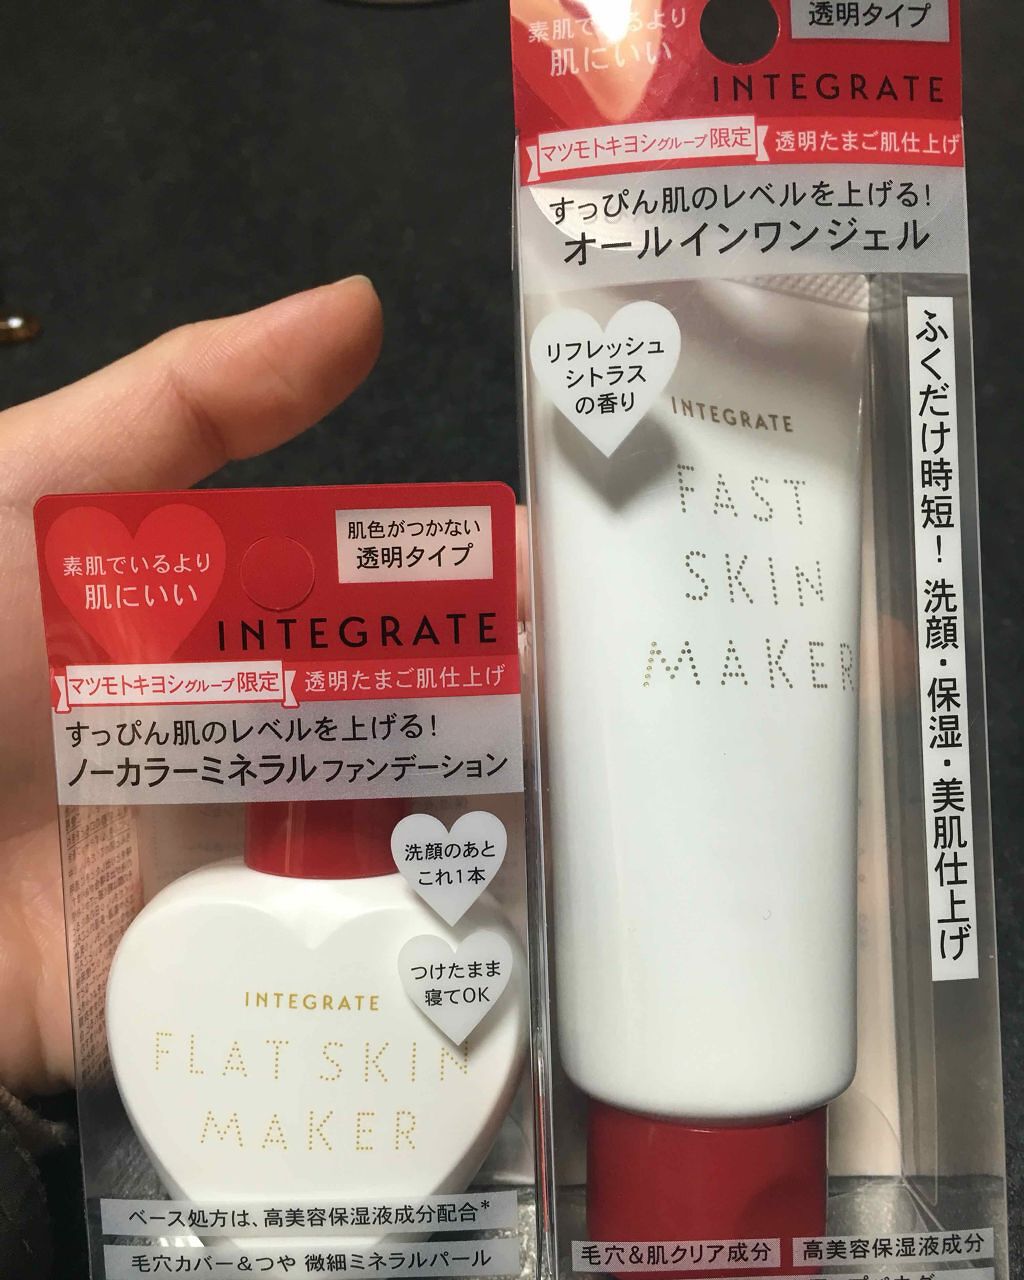 素肌でいるより
肌にいい
肌色がつかない
透明タイプ
INTEGRATE
マツモトキヨシグループ限定
透明たまご肌仕上げ
すっぴん肌のレベルを上げる!
ノーカラーミネラルファンデーション
洗顔のあと
これ1本
つけたまま
寝てOK
INTEGRATE
FLAT SKIN
MAKER
ベース処方は、高美容保湿液成分配合*
毛穴カバー&つや 微細ミネラルパール
素肌でいるより
肌にいい
透明タイプ
INTEGRATE
マツモトキヨシグループ限定
透明たまご肌仕上げ
すっぴん肌のレベルを上げる!
オールインワンジェル
リフレッシュ
シトラス
の香り
INTEGRATE
FAST
SKIN
MAKER
ふくだけ時短!洗顔・保湿・美肌仕上げ
毛穴&肌クリア成分
高美容保湿液成分